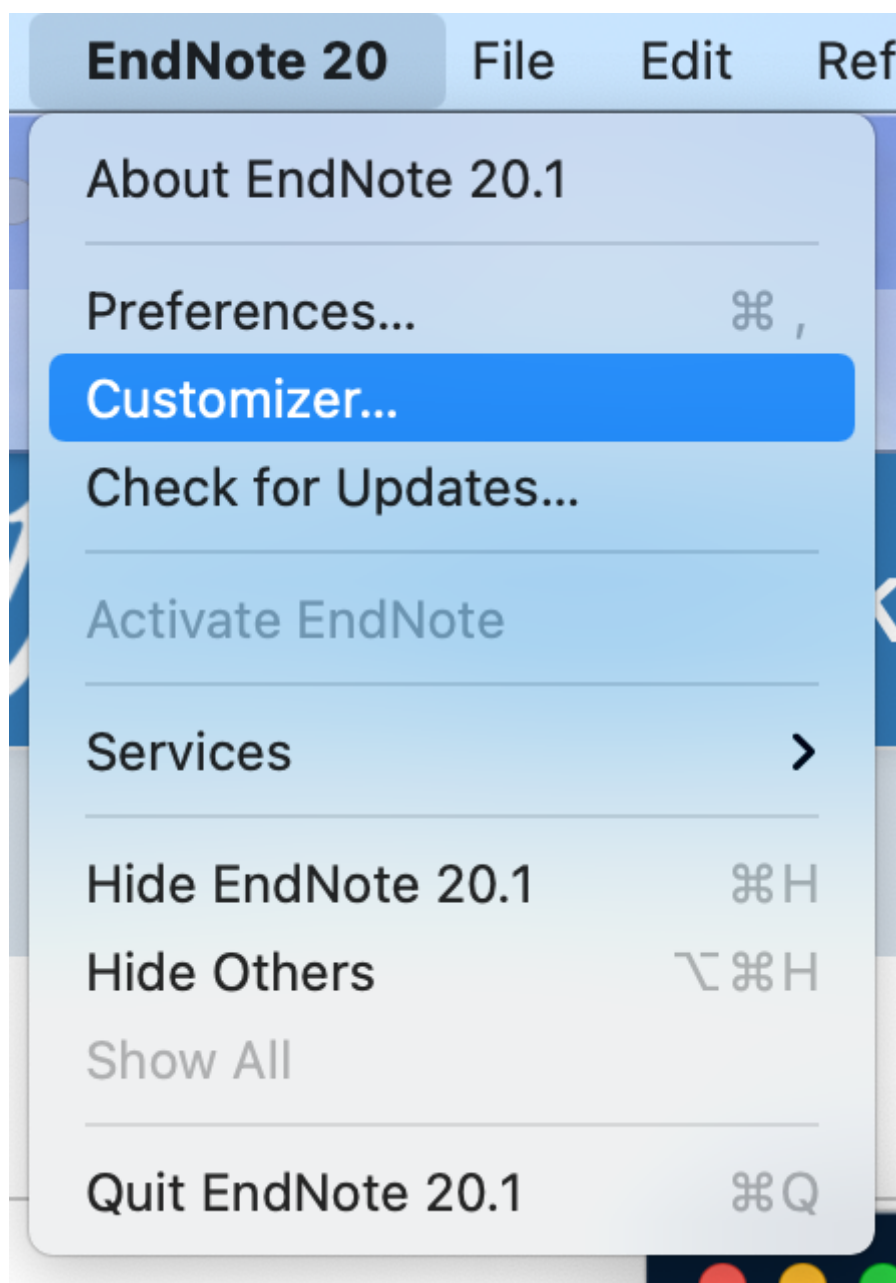 EndNote 20 File Edit Ref
About EndNote 20.1
Preferences... ⌘ ,
Customizer...
Check for Updates...
Activate EndNote
Services
Hide EndNote 20.1 ⌘H
Hide Others ⌥⌘H
Show All
Quit EndNote 20.1 ⌘Q